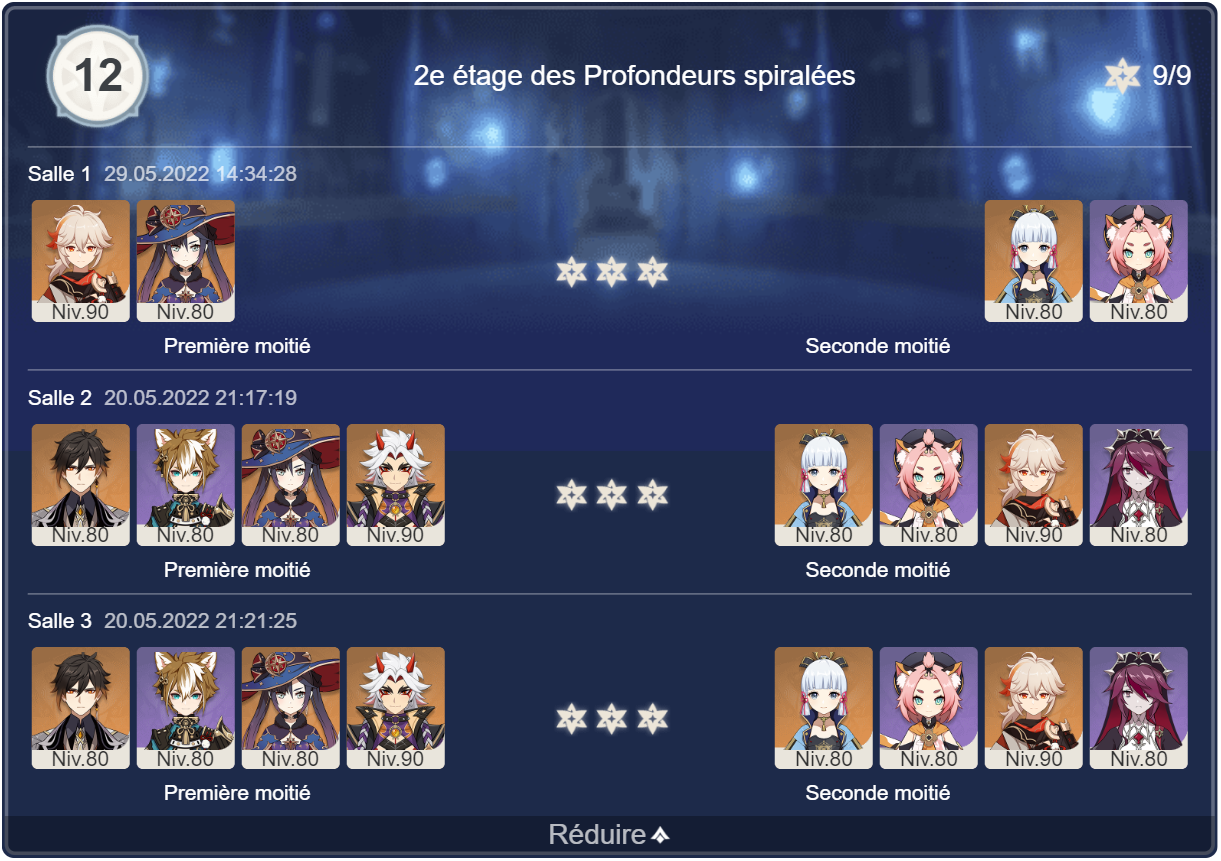 12
2e étage des Profondeurs spiralées
9/9
Salle 1 29.05.2022 14:34:28
Niv.90 Niv.80 Niv.80 Niv.80
Première moitié Seconde moitié
Salle 2 20.05.2022 21:17:19
Niv.80 Niv.80 Niv.80 Niv.90 Niv.80 Niv.80 Niv.90 Niv.80
Première moitié Seconde moitié
Salle 3 20.05.2022 21:21:25
Niv.80 Niv.80 Niv.80 Niv.90 Niv.80 Niv.80 Niv.90 Niv.80
Première moitié Seconde moitié
Réduire